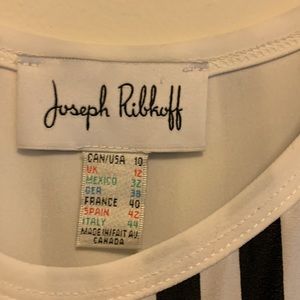 Joseph Ribkoff
CAN/USA 10
UK 12
MEXICO 32
GER 38
FRANCE 40
SPAIN 42
ITALY 44
MADE IN/FAIT AU
CANADA